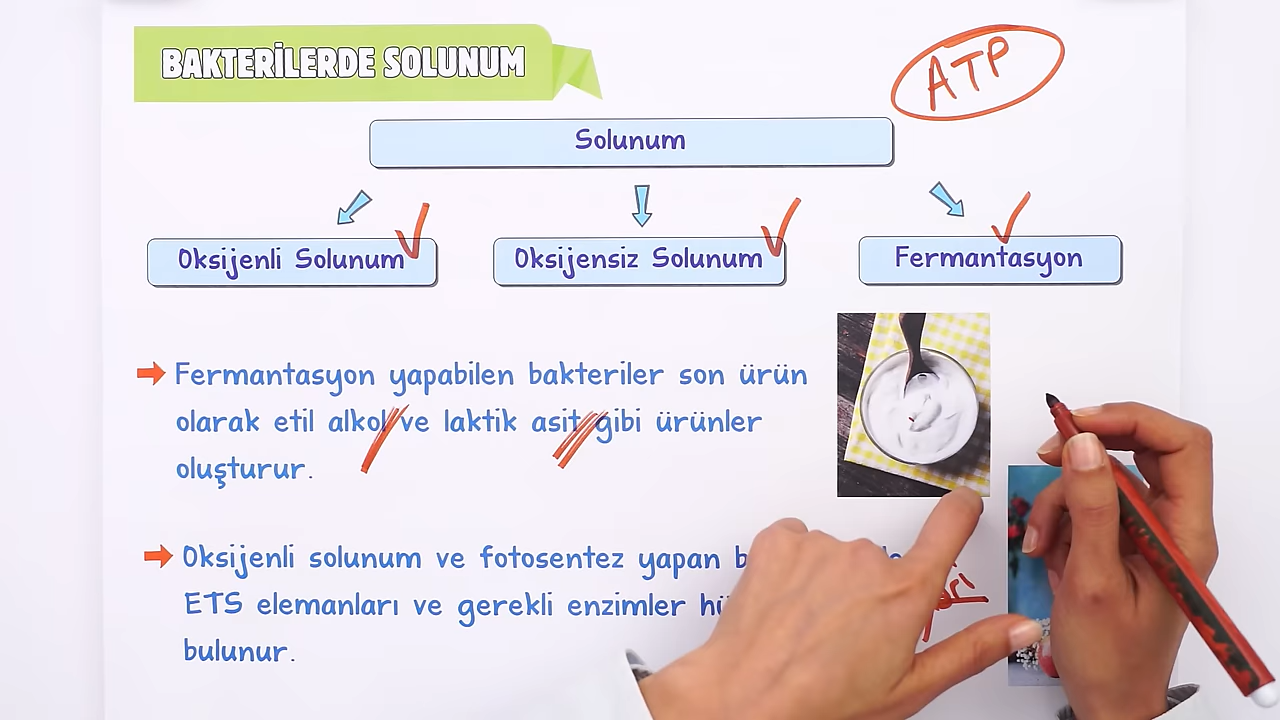 BAKTERİLERDE SOLUNUM
ATP
Solunum
Oksijenli Solunum
Oksijensiz Solunum
Fermantasyon
Fermantasyon yapabilen bakteriler son ürün
olarak etil alkol ve laktik asit gibi ürünler
oluşturur.
Oksijenli solunum ve fotosentez yapan
ETS elemanları ve gerekli enzimler
bulunur.